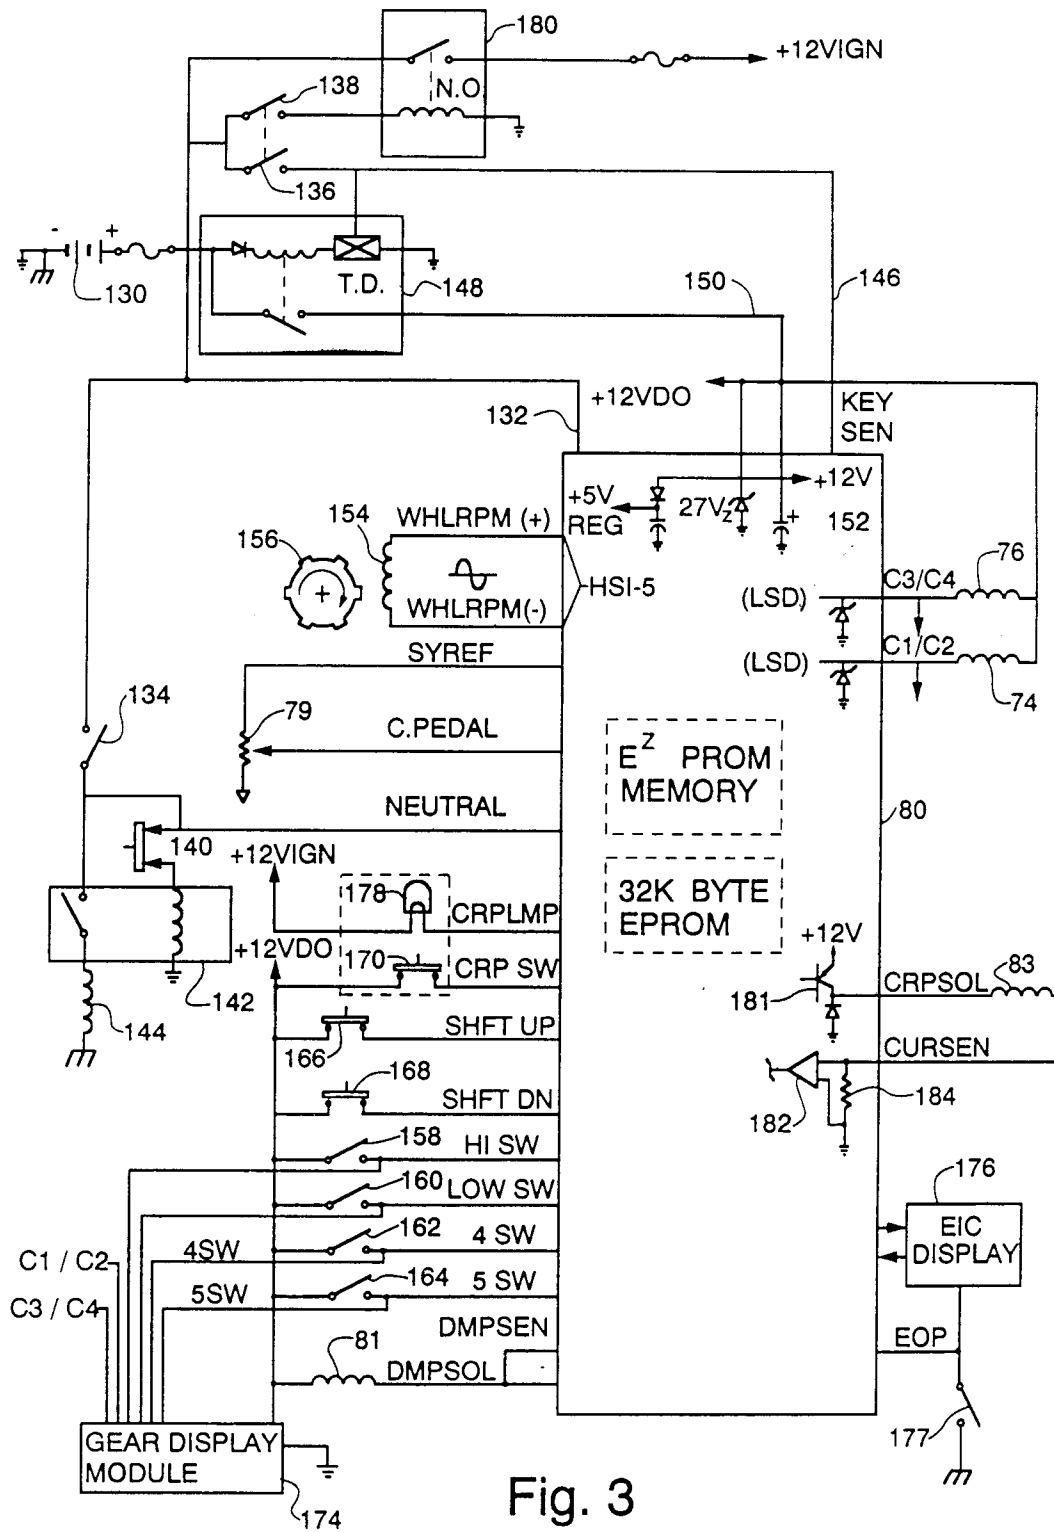 180
+12VIGN
138
N.O
136
-
+
130
T.D.
148
150
146
+12VDO
KEY
SEN
132
+12V
+5V
REG
27VZ
+
152
154
WHLRPM (+)
156
+
HSI-5
WHLRPM(-)
76
C3/C4
(LSD)
C1/C2
(LSD)
74
SYREF
134
79
C.PEDAL
EZ PROM
MEMORY
NEUTRAL
80
140
+12VIGN
178
CRPLMP
32K BYTE
EPROM
+12VDO
170
CRP SW
+12V
83
181
CRPSOL
142
144
166
SHFT UP
CURSEN
168
SHFT DN
182
184
158
HI SW
160
LOW SW
176
EIC
DISPLAY
162
4SW
4 SW
C1 / C2
164
5SW
5 SW
C3 / C4
DMPSEN
EOP
81
DMPSOL
177
GEAR DISPLAY
MODULE
174
Fig. 3